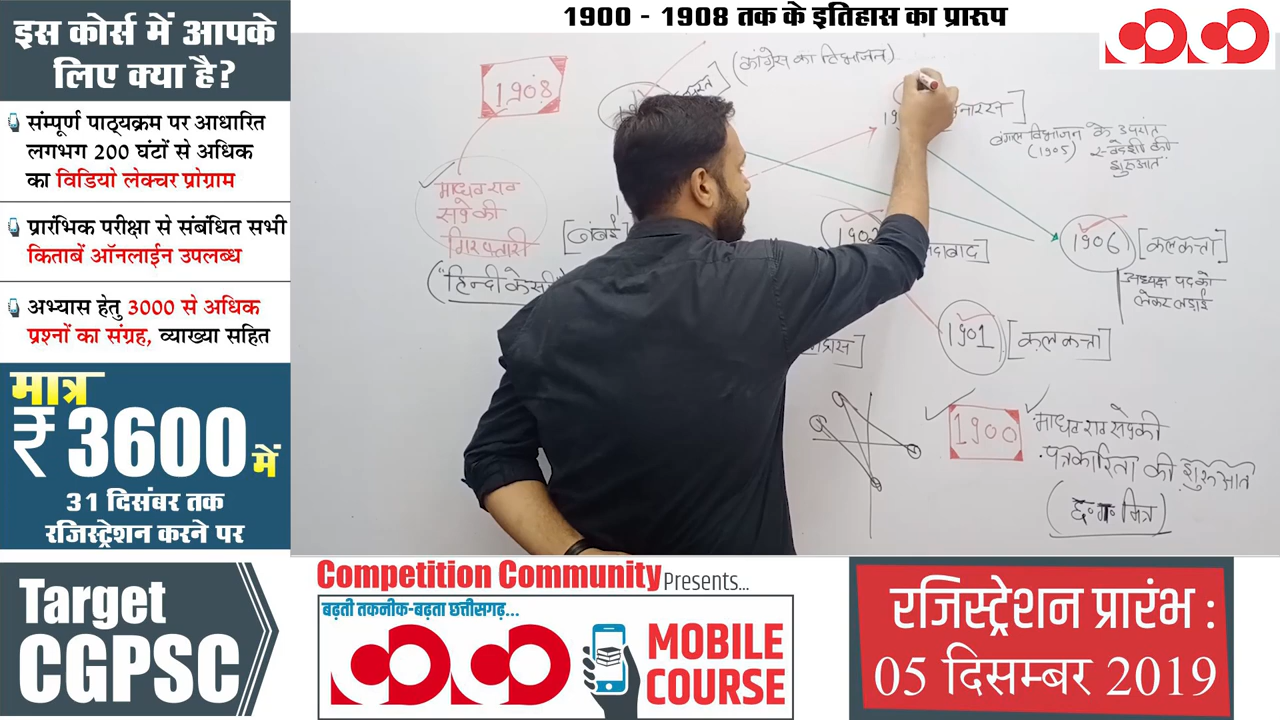 1900 - 1908 तक के इतिहास का प्रारूप
इस कोर्स में आपके
लिए क्या है?
संम्पूर्ण पाठ्यक्रम पर आधारित
लगभग 200 घंटों से अधिक
का विडियो लेक्चर प्रोग्राम
प्रारंभिक परीक्षा से संबंधित सभी
किताबें ऑनलाईन उपलब्ध
अभ्यास हेतु 3000 से अधिक
प्रश्नों का संग्रह, व्याख्या सहित
मात्र
₹ 3600 में
31 दिसंबर तक
रजिस्ट्रेशन करने पर
Target
CGPSC
1908
माधव राव
सप्रे की
गिरफ्तारी
("हिन्दी केसरी
(कांग्रेस का विभाजन)
बंगाल विभाजन के उपरांत
(1905) स्वदेशी की
शुरुआत
1906 [कलकत्ता]
अध्यक्ष पद को
लेकर लड़ाई
1901 [कलकत्ता]
1900
माधव राव सप्रे की
पत्रकारिता की शुरुआत
(छ॰ग॰ मित्र)
Competition Community Presents...
बढ़ती तकनीक-बढ़ता छत्तीसगढ़...
MOBILE
COURSE
रजिस्ट्रेशन प्रारंभ :
05 दिसम्बर 2019